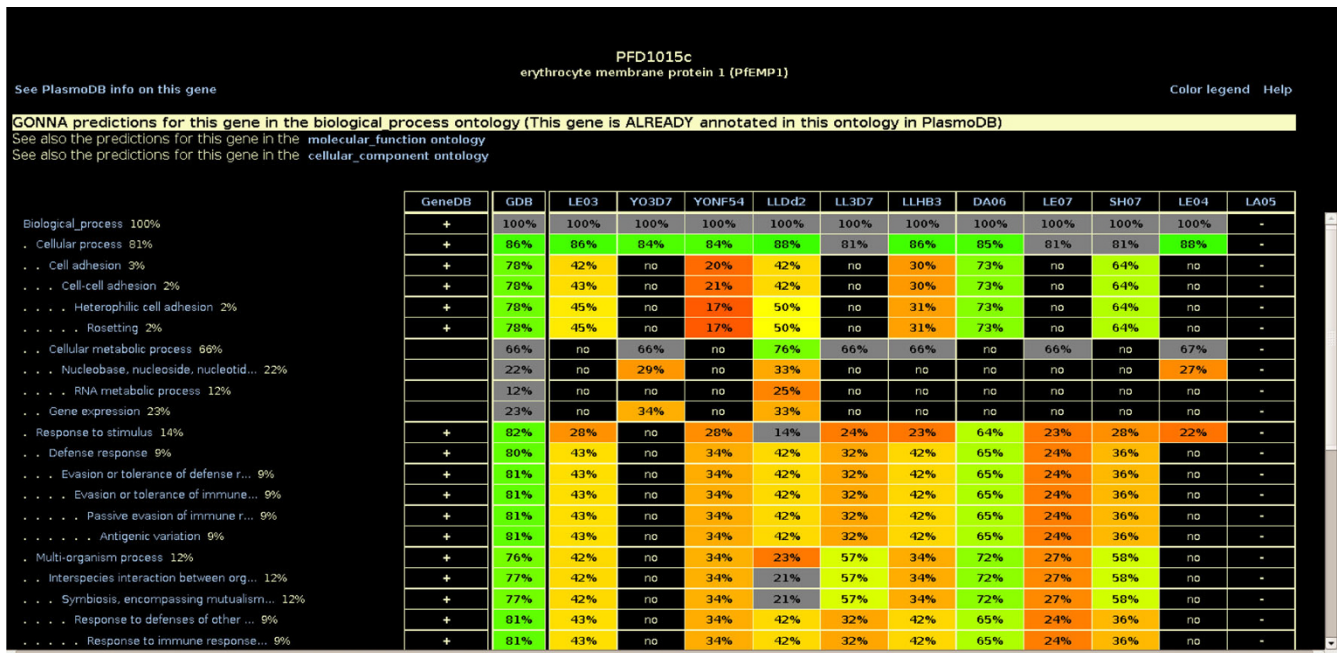 PFD1015c
erythrocyte membrane protein 1 (PfEMP1)
See PlasmoDB info on this gene Color legend Help
GONNA predictions for this gene in the biological_process ontology (This gene is ALREADY annotated in this ontology in PlasmoDB)
See also the predictions for this gene in the molecular_function ontology
See also the predictions for this gene in the cellular_component ontology
GeneDB GDB LE03 YO3D7 YONF54 LLDd2 LL3D7 LLHB3 DA06 LE07 SH07 LE04 LA05
Biological_process 100% + 100% 100% 100% 100% 100% 100% 100% 100% 100% 100% 100% -
. Cellular process 81% + 86% 86% 84% 84% 88% 81% 86% 85% 81% 81% 88% -
. . Cell adhesion 3% + 78% 42% no 20% 42% no 30% 73% no 64% no -
. . . Cell-cell adhesion 2% + 78% 43% no 21% 42% no 30% 73% no 64% no -
. . . . Heterophilic cell adhesion 2% + 78% 45% no 17% 50% no 31% 73% no 64% no -
. . . . . Rosetting 2% + 78% 45% no 17% 50% no 31% 73% no 64% no -
. . Cellular metabolic process 66% 66% no 66% no 76% 66% 66% no 66% no 67% -
. . . Nucleobase, nucleoside, nucleotid... 22% 22% no 29% no 33% no no no no no 27% -
. . . . RNA metabolic process 12% 12% no no no 25% no no no no no no -
. . Gene expression 23% 23% no 34% no 33% no no no no no no -
. Response to stimulus 14% + 82% 28% no 28% 14% 24% 23% 64% 23% 28% 22% -
. . Defense response 9% + 80% 43% no 34% 42% 32% 42% 65% 24% 36% no -
. . . Evasion or tolerance of defense r... 9% + 81% 43% no 34% 42% 32% 42% 65% 24% 36% no -
. . . . Evasion or tolerance of immune... 9% + 81% 43% no 34% 42% 32% 42% 65% 24% 36% no -
. . . . . Passive evasion of immune r... 9% + 81% 43% no 34% 42% 32% 42% 65% 24% 36% no -
. . . . . . Antigenic variation 9% + 81% 43% no 34% 42% 32% 42% 65% 24% 36% no -
. Multi-organism process 12% + 76% 42% no 34% 23% 57% 34% 72% 27% 58% no -
. . Interspecies interaction between org... 12% + 77% 42% no 34% 21% 57% 34% 72% 27% 58% no -
. . . Symbiosis, encompassing mutualism... 12% + 77% 42% no 34% 21% 57% 34% 72% 27% 58% no -
. . . . Response to defenses of other ... 9% + 81% 43% no 34% 42% 32% 42% 65% 24% 36% no -
. . . . . Response to immune response... 9% + 81% 43% no 34% 42% 32% 42% 65% 24% 36% no -